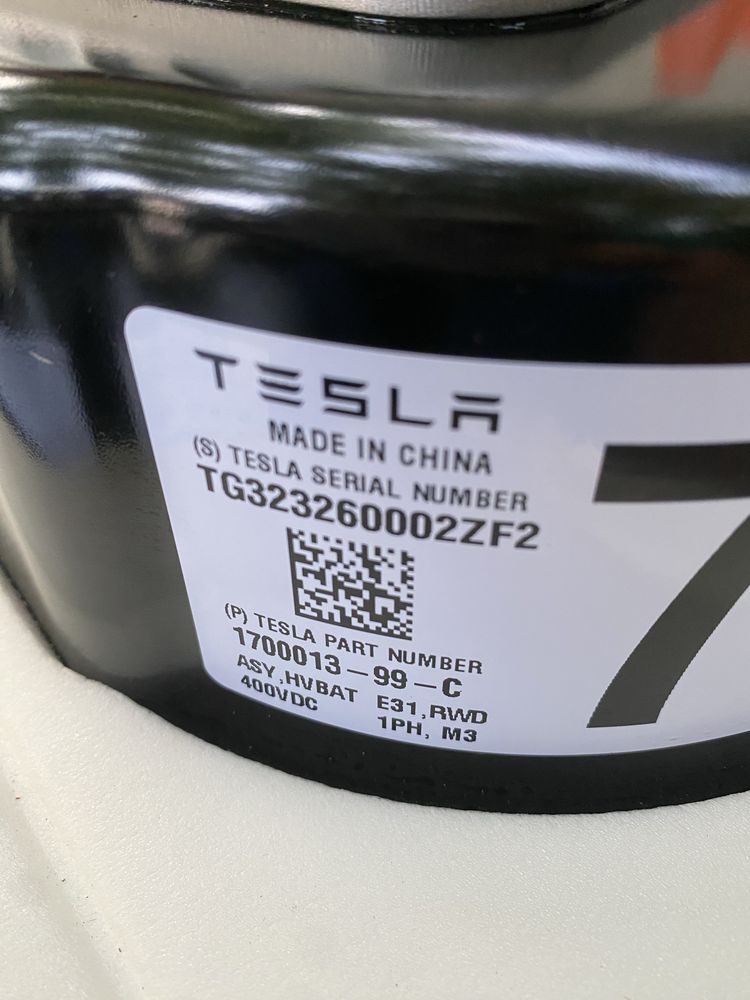 TESLA
MADE IN CHINA
(S) TESLA SERIAL NUMBER
TG323260002ZF2
(P) TESLA PART NUMBER
1700013-99-C
ASY,HVBAT E31,RWD
400VDC 1PH, M3
7